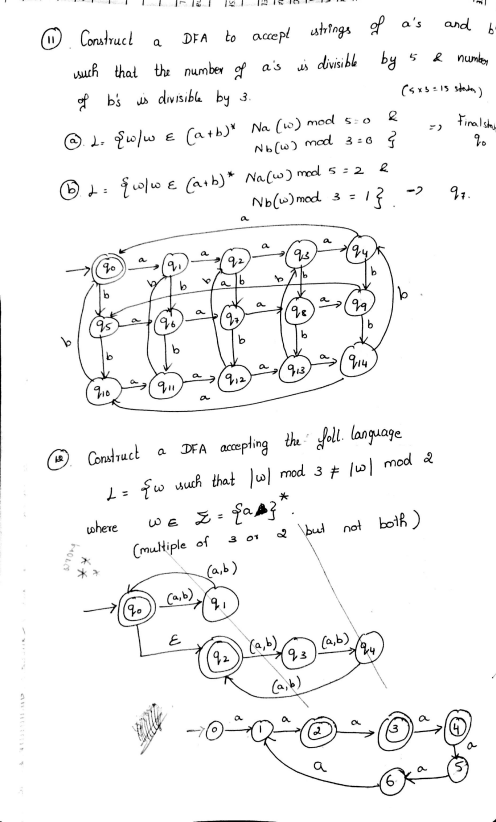 11. Construct a DFA to accept strings of a's and b
such that the number of a's is divisible by 5 & number
of b's is divisible by 3.
(5 x 3 = 15 states)
a. L = {w/w ε (a+b)* Na (w) mod 5 = 0 &
Nb(w) mod 3 = 0 } => Final sta
q0
b L = {w/w ε (a+b)* Na(w) mod 5 = 2 &
Nb(w) mod 3 = 1 }. -> q7.
a
q0 a q1 a q2 a q3 a q4
b b b b a b b b
q5 a q6 a q7 a q8 a q9 b
b b b b b b
q10 a q11 a q12 a q13 a q14
a
12. Construct a DFA accepting the foll. language
L = {w such that |w| mod 3 ≠ |w| mod 2
where w ε Σ = {a }*.
(multiple of 3 or 2 but not both)
**
(a,b)
q0 (a,b) q1
ε
q2 (a,b) q3 (a,b) q4
(a,b)
0 a 1 a 2 a 3 a 4
a
a 6 a 5